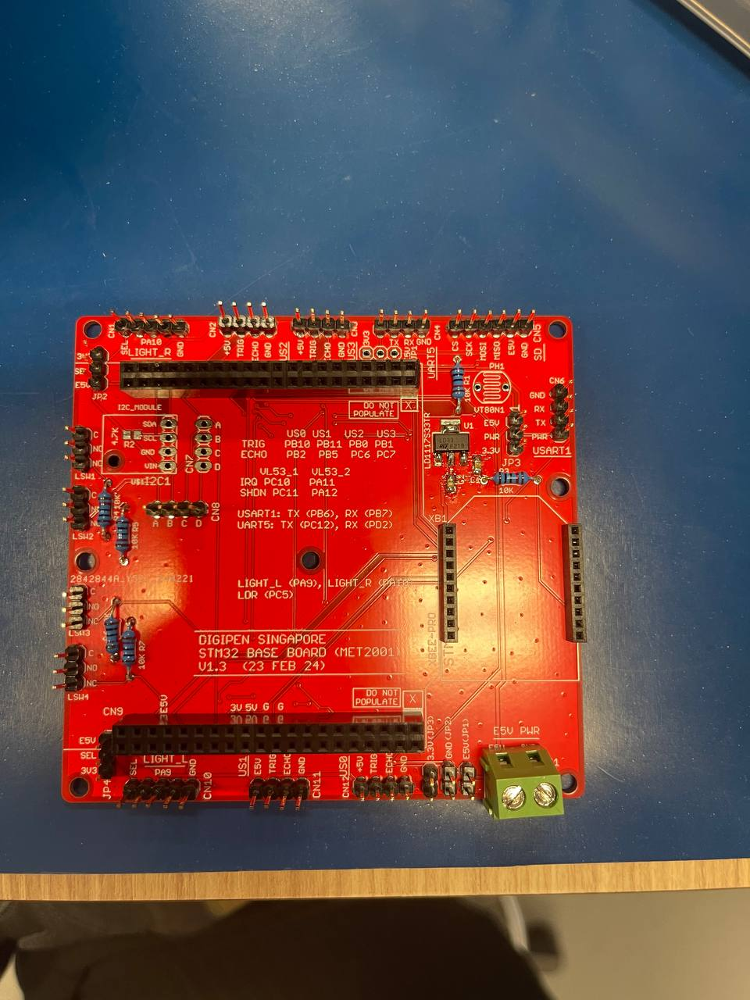 CN1
SEL
PA10
GND
LIGHT_R
CN2
+5V
TRIG
ECHO
GND
US2
+5V
TRIG
ECHO
GND
US3
3V3
TX
RX
GND
JP1
UART5
CN4
CS
SCK
MOSI
MISO
E5V
GND
SD
CN5
JP2
E5V
DO NOT
POPULATE
X
10K R1
PH1
VT80N1
CN6
GND
RX
TX
PWR
USART1
E5V
PWR
3.3V
JP3
U1
LD1117S33TR
LD33
R3
10K
I2C_MODULE
4.7K
R2
SDA
SCL
GND
VIN
I2C1
CN7
A
B
C
D
CN8
A B C D
C
NO
NC
LSW1
C
NO
NC
LSW2
10K
10K R5
US0 US1 US2 US3
TRIG PB10 PB11 PB0 PB1
ECHO PB2 PB5 PC6 PC7
VL53_1 VL53_2
IRQ PC10 PA11
SHDN PC11 PA12
USART1: TX (PB6), RX (PB7)
UART5: TX (PC12), RX (PD2)
XB1
LIGHT_L (PA9), LIGHT_R (PA10)
LDR (PC5)
C
NO
NC
LSW3
C
NO
NC
LSW4
10K R7
XBEE-PRO
DIGIPEN SINGAPORE
STM32 BASE BOARD (MET2001)
V1.3 (23 FEB 24)
DO NOT
POPULATE
X
3V 5V G G
CN9
E5V
E5V
SEL
3V3
JP4
SEL
LIGHT_L
PA9
GND
CN10
US1
E5V
TRIG
ECHO
GND
CN11
CN12
US0
+5V
TRIG
ECHO
GND
3.3V(JP3)
GND(JP2)
E5V(JP1)
E5V PWR